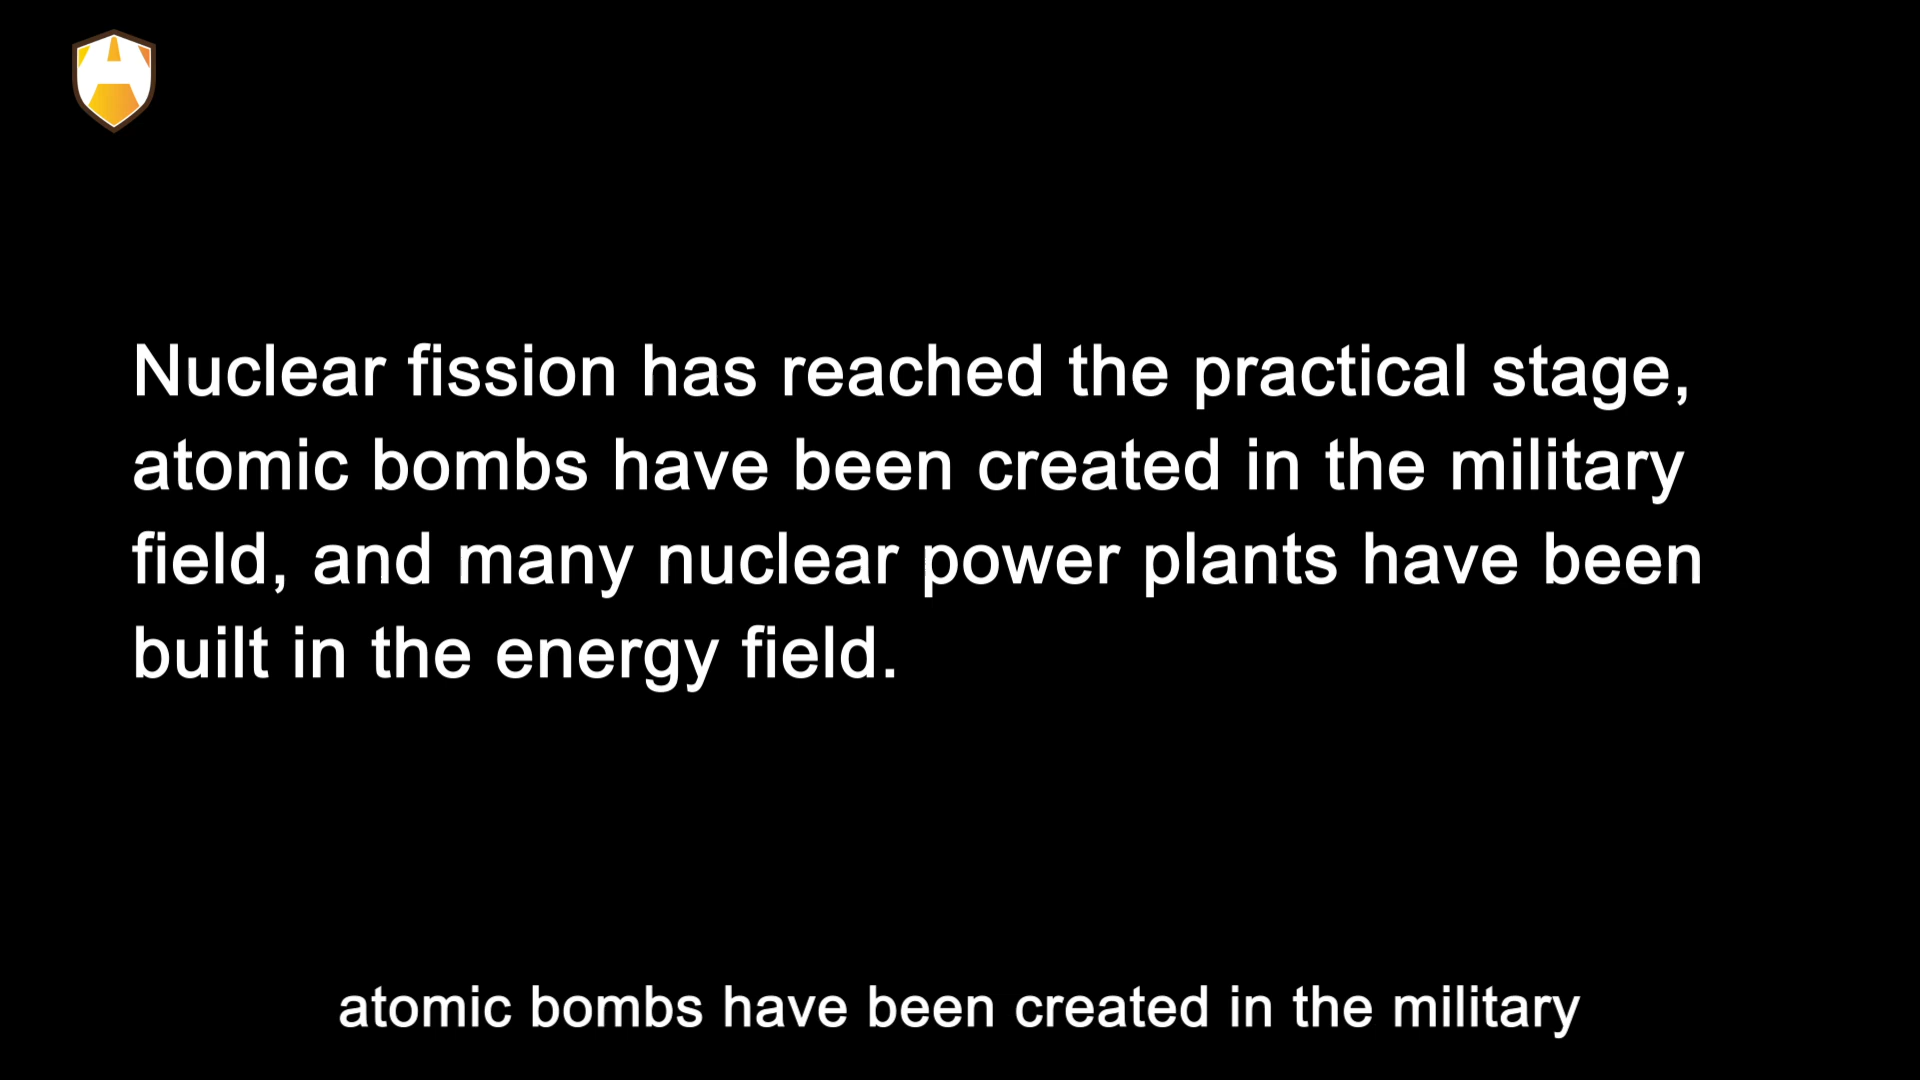 Nuclear fission has reached the practical stage,
atomic bombs have been created in the military
field, and many nuclear power plants have been
built in the energy field.
atomic bombs have been created in the military